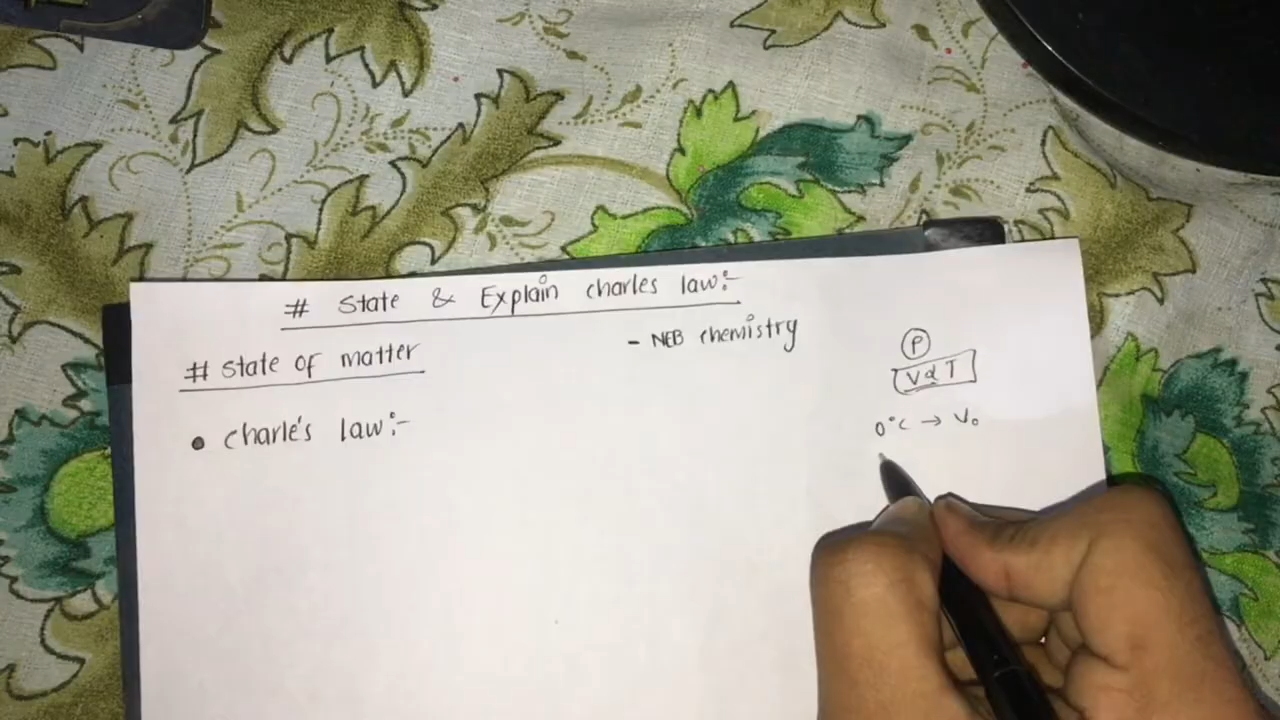 # State & Explain charles law:-
- NEB chemistry
# State of matter
• charle's law:-
P
V α T
0°C → V₀